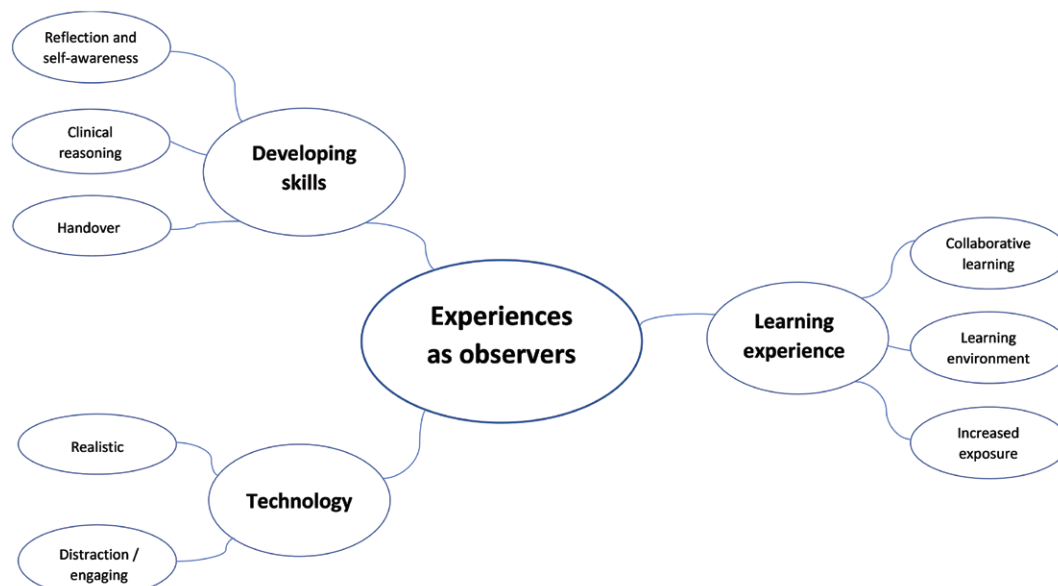 Reflection and
self-awareness
Clinical
reasoning
Handover
Developing
skills
Experiences
as observers
Learning
experience
Collaborative
learning
Learning
environment
Increased
exposure
Technology
Realistic
Distraction /
engaging